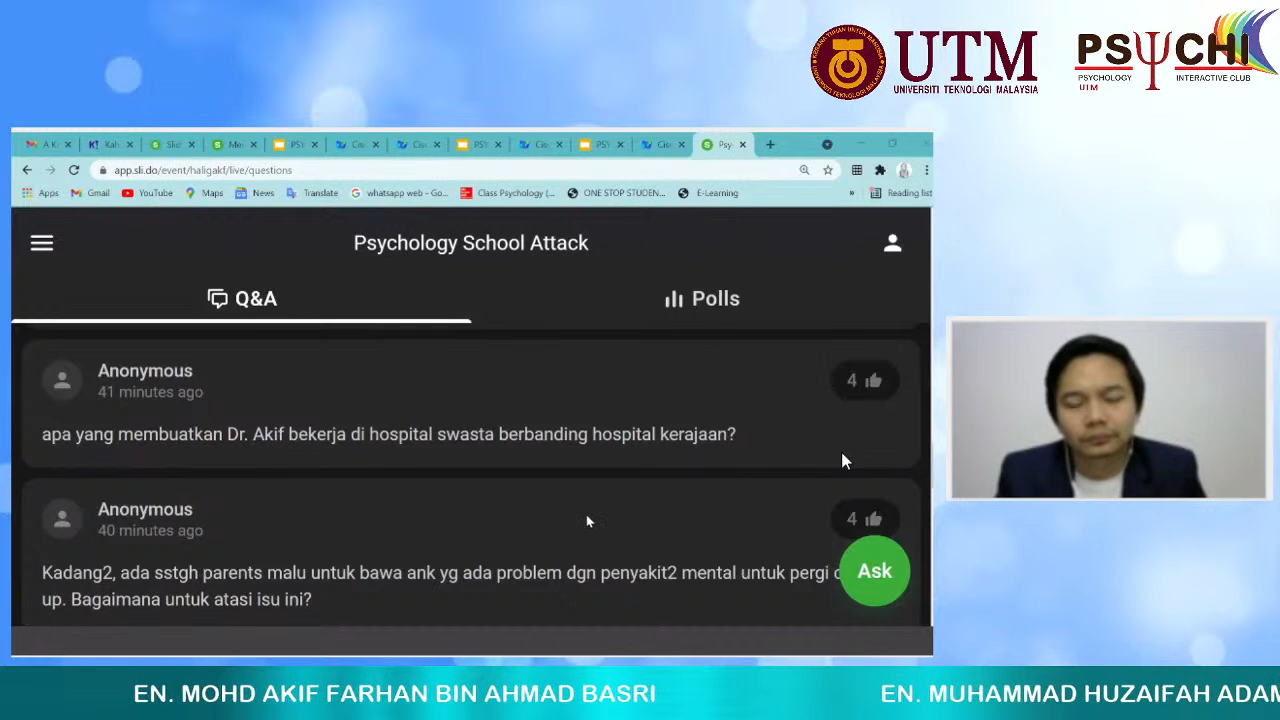 UTM
UNIVERSITI TEKNOLOGI MALAYSIA
PSYCHI
PSYCHOLOGY INTERACTIVE CLUB
UTM
app.sli.do/event/haligakf/live/questions
Apps Gmail YouTube Maps News Translate whatsapp web - Go... Class Psychology (... ONE STOP STUDEN... E-Learning » Reading list
Psychology School Attack
Q&A Polls
Anonymous
41 minutes ago
4
apa yang membuatkan Dr. Akif bekerja di hospital swasta berbanding hospital kerajaan?
Anonymous
40 minutes ago
4
Kadang2, ada sstgh parents malu untuk bawa ank yg ada problem dgn penyakit2 mental untuk pergi
up. Bagaimana untuk atasi isu ini?
Ask
EN. MOHD AKIF FARHAN BIN AHMAD BASRI EN. MUHAMMAD HUZAIFAH ADAM